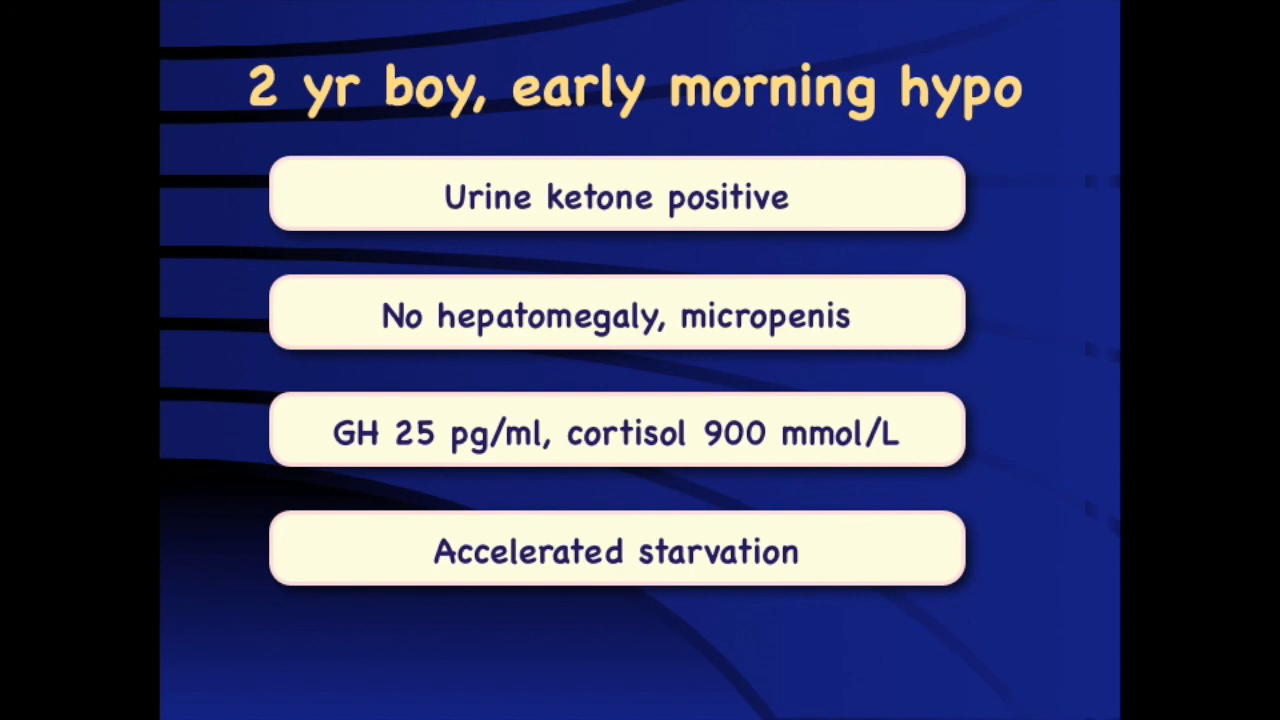 2 yr boy, early morning hypo
Urine ketone positive
No hepatomegaly, micropenis
GH 25 pg/ml, cortisol 900 mmol/L
Accelerated starvation